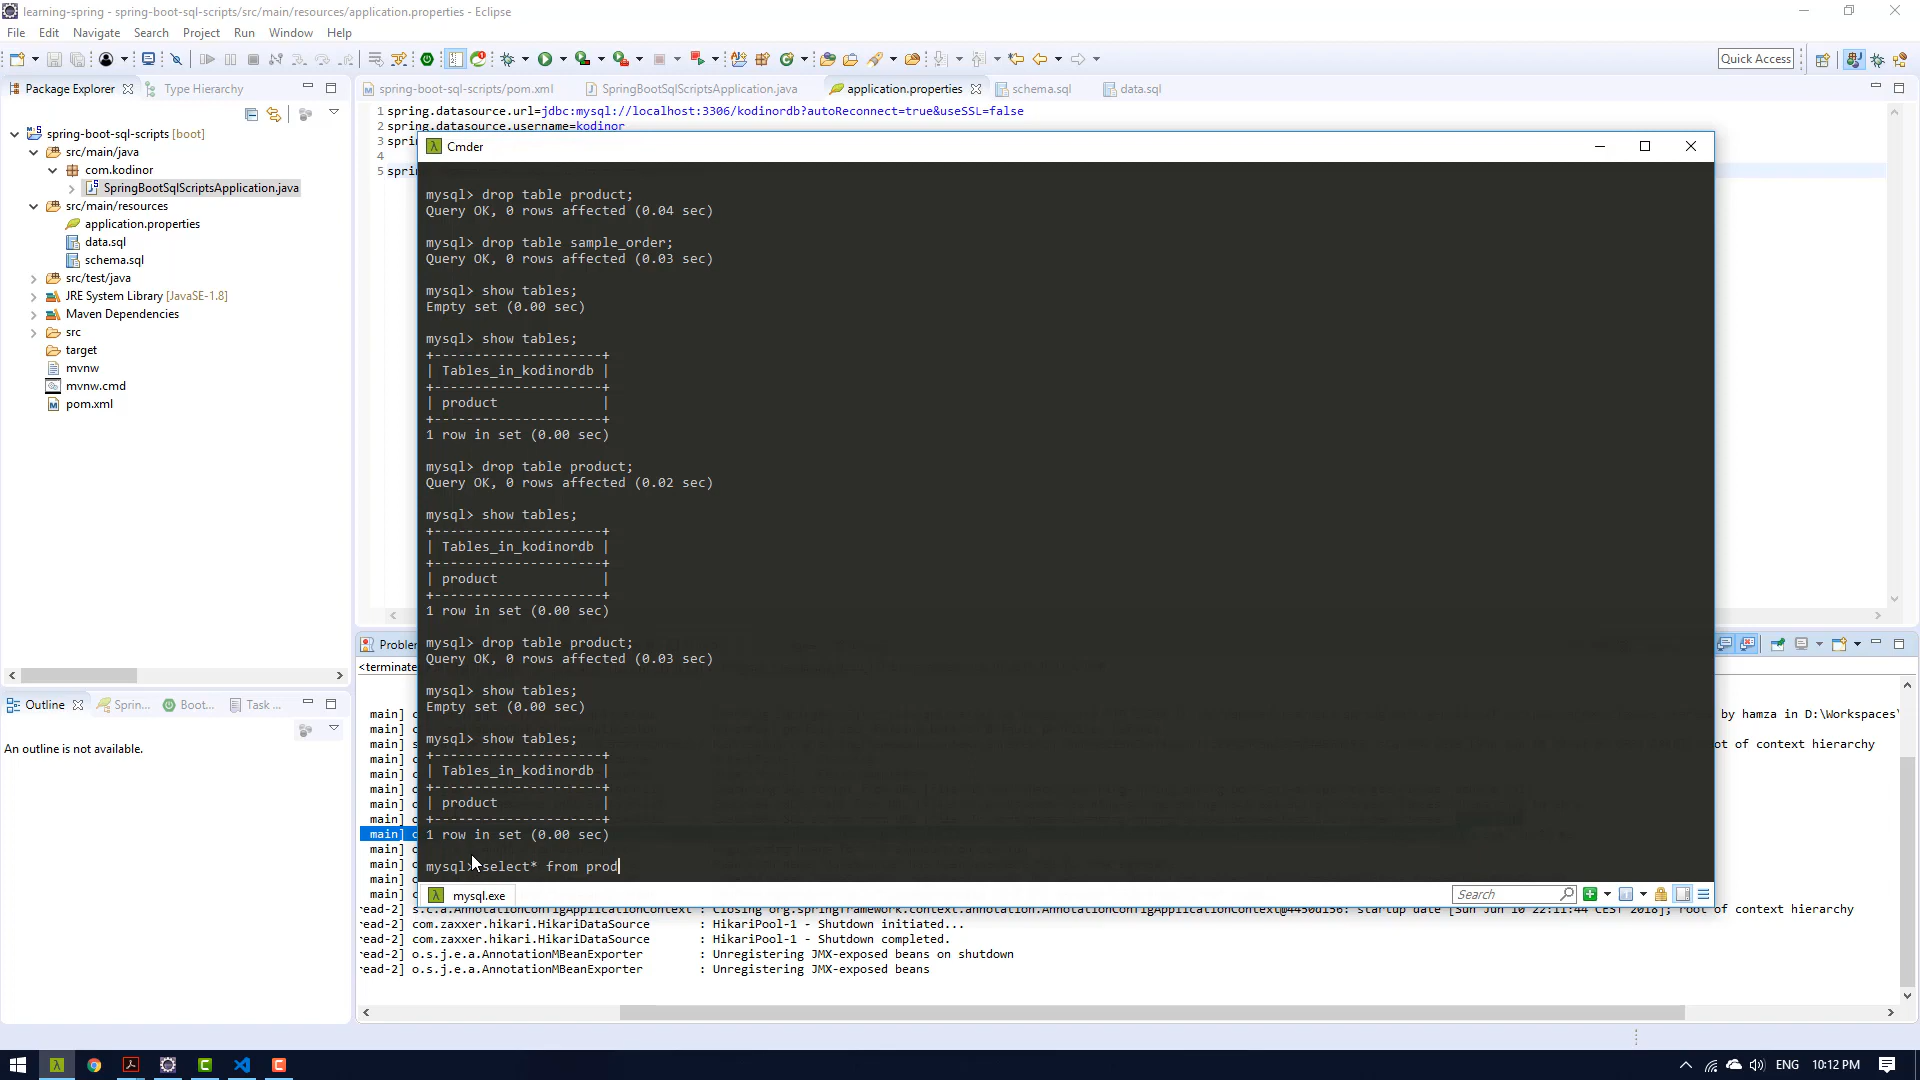 learning-spring - spring-boot-sql-scripts/src/main/resources/application.properties - Eclipse
File Edit Navigate Search Project Run Window Help
Quick Access
Package Explorer Type Hierarchy
spring-boot-sql-scripts [boot]
src/main/java
com.kodinor
SpringBootSqlScriptsApplication.java
src/main/resources
application.properties
data.sql
schema.sql
src/test/java
JRE System Library [JavaSE-1.8]
Maven Dependencies
src
target
mvnw
mvnw.cmd
pom.xml
Outline Sprin... Boot... Task ...
An outline is not available.
spring-boot-sql-scripts/pom.xml SpringBootSqlScriptsApplication.java application.properties schema.sql data.sql
1 spring.datasource.url=jdbc:mysql://localhost:3306/kodinordb?autoReconnect=true&useSSL=false
2 spring.datasource.username=kodinor
3 sprin
4
5 sprin
Cmder
mysql> drop table product;
Query OK, 0 rows affected (0.04 sec)
mysql> drop table sample_order;
Query OK, 0 rows affected (0.03 sec)
mysql> show tables;
Empty set (0.00 sec)
mysql> show tables;
+---------------------+
| Tables_in_kodinordb |
+---------------------+
| product             |
+---------------------+
1 row in set (0.00 sec)
mysql> drop table product;
Query OK, 0 rows affected (0.02 sec)
mysql> show tables;
+---------------------+
| Tables_in_kodinordb |
+---------------------+
| product             |
+---------------------+
1 row in set (0.00 sec)
mysql> drop table product;
Query OK, 0 rows affected (0.03 sec)
mysql> show tables;
Empty set (0.00 sec)
mysql> show tables;
+---------------------+
| Tables_in_kodinordb |
+---------------------+
| product             |
+---------------------+
1 row in set (0.00 sec)
mysql> select* from prod
mysql.exe
Search
Problem
<terminate
main] c
main] c
main] s
main] c
main] c
main] c
main] c
main] c
main] c
main] c
main] c
main] c
main] c
by hamza in D:\Workspaces\
root of context hierarchy
read-2] s.c.a.AnnotationConfigApplicationContext : Closing org.springframework.context.annotation.AnnotationConfigApplicationContext@4450d156: startup date [Sun Jun 10 22:11:44 CEST 2018]; root of context hierarchy
read-2] com.zaxxer.hikari.HikariDataSource : HikariPool-1 - Shutdown initiated...
read-2] com.zaxxer.hikari.HikariDataSource : HikariPool-1 - Shutdown completed.
read-2] o.s.j.e.a.AnnotationMBeanExporter : Unregistering JMX-exposed beans on shutdown
read-2] o.s.j.e.a.AnnotationMBeanExporter : Unregistering JMX-exposed beans
ENG 10:12 PM